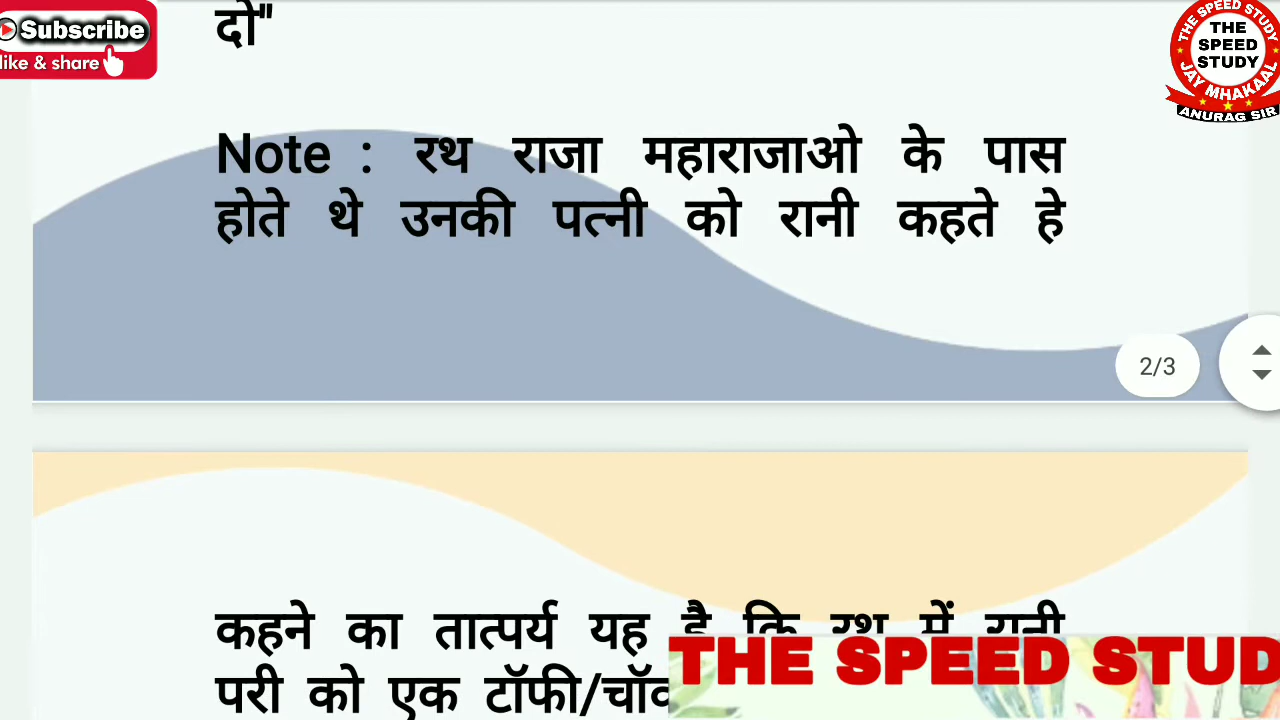 Subscribe
like & share
THE SPEED STUDY
THE
SPEED
STUDY
JAY MHAKAAL
ANURAG SIR
दो"
Note : रथ राजा महाराजाओ के पास
होते थे उनकी पत्नी को रानी कहते हे
2/3
कहने का तात्पर्य यह है कि रथ में रानी
परी को एक टॉफी/चॉ
THE SPEED STUD